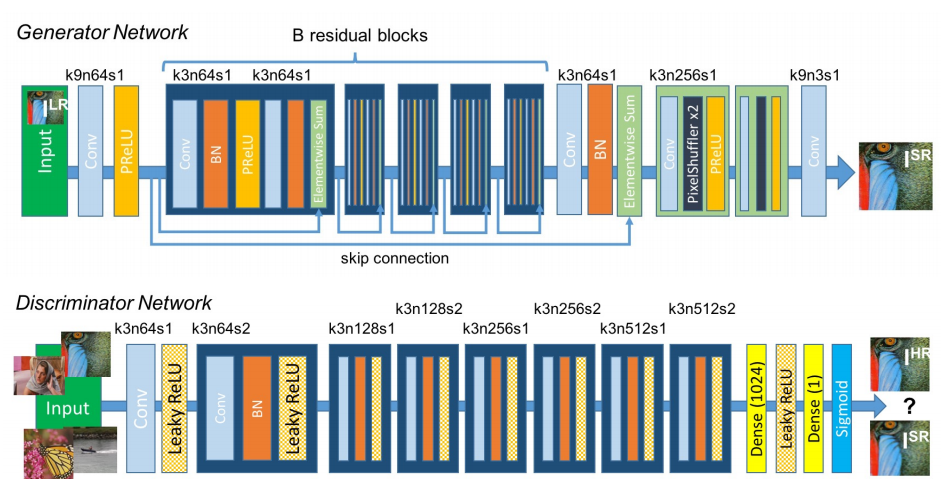 Generator Network
B residual blocks
k9n64s1
k3n64s1
k3n64s1
k3n64s1
k3n256s1
k9n3s1
I LR
Input
Conv
PReLU
Conv
BN
PReLU
Elementwise Sum
Conv
BN
Elementwise Sum
Conv
PixelShuffler x2
PReLU
Conv
I SR
skip connection
Discriminator Network
k3n64s1
k3n64s2
k3n128s1
k3n128s2
k3n256s1
k3n256s2
k3n512s1
k3n512s2
Input
Conv
Leaky ReLU
Conv
BN
Leaky ReLU
Dense (1024)
Leaky ReLU
Dense (1)
Sigmoid
I HR
?
I SR